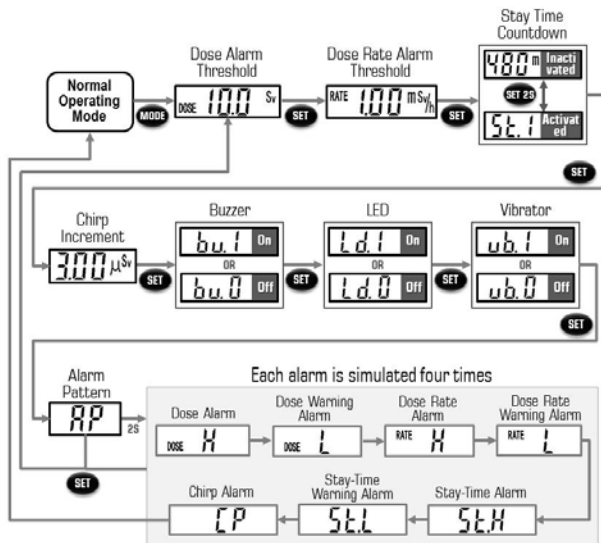 Stay Time
Countdown
Dose Alarm
Threshold
Dose Rate Alarm
Threshold
Normal
Operating
Mode
MODE
DOSE 10.0 Sv
SET
RATE 1.00 mSv/h
SET
480 m Inacti
vated
SET 2S
St.1 Activat
ed
SET
Chirp
Increment
3.00 μSv
SET
Buzzer
bu.1 On
OR
bu.0 Off
SET
LED
Ld.1 On
OR
Ld.0 Off
SET
Vibrator
ub.1 On
OR
ub.0 Off
SET
Alarm
Pattern
AP
2S
SET
Each alarm is simulated four times
Dose Alarm
DOSE H
Dose Warning
Alarm
DOSE L
Dose Rate
Alarm
RATE H
Dose Rate
Warning Alarm
RATE L
Chirp Alarm
CP
Stay-Time
Warning Alarm
St.L
Stay-Time Alarm
St.H